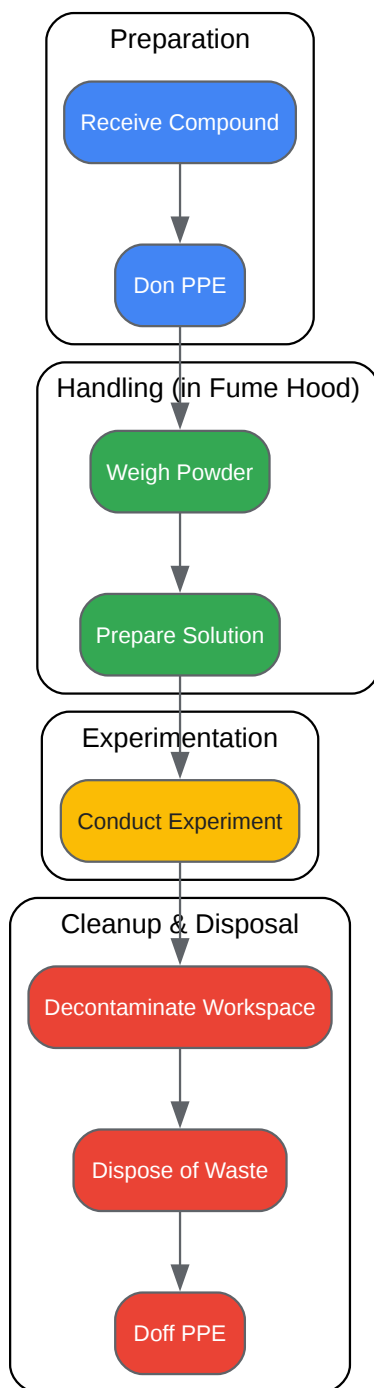 Preparation
Receive Compound
Don PPE
Handling (in Fume Hood)
Weigh Powder
Prepare Solution
Experimentation
Conduct Experiment
Cleanup & Disposal
Decontaminate Workspace
Dispose of Waste
Doff PPE